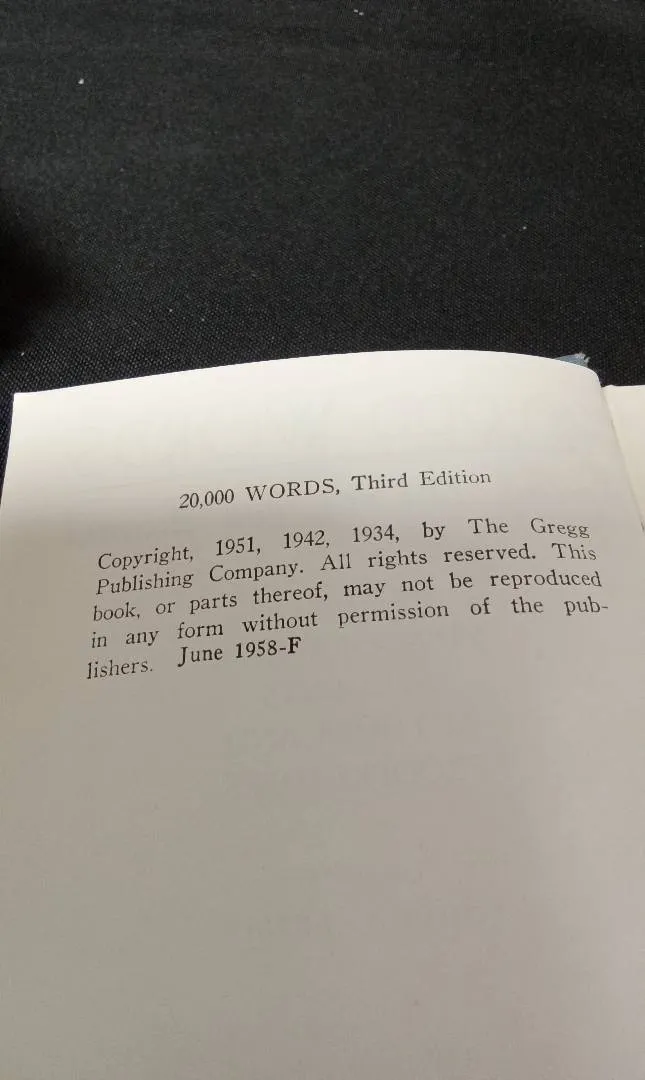 20,000 WORDS, Third Edition
Copyright, 1951, 1942, 1934, by The Gregg
Publishing Company. All rights reserved. This
book, or parts thereof, may not be reproduced
in any form without permission of the pub-
lishers. June 1958-F